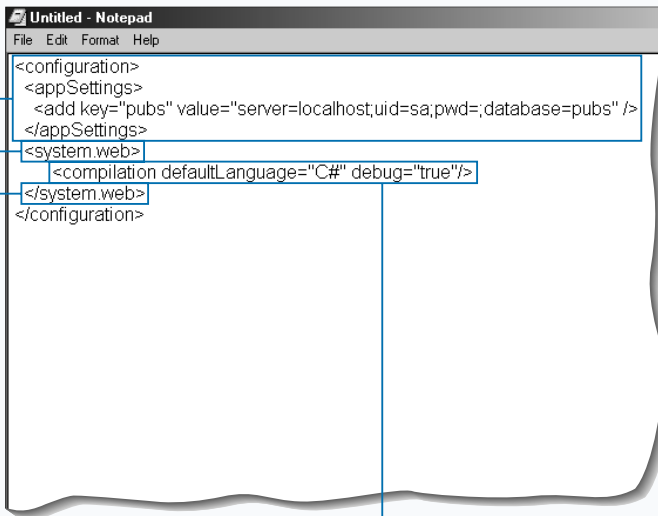 Untitled - Notepad
File Edit Format Help
<configuration>
<appSettings>
<add key="pubs" value="server=localhost;uid=sa;pwd=;database=pubs" />
</appSettings>
<system.web>
<compilation defaultLanguage="C#" debug="true"/>
</system.web>
</configuration>